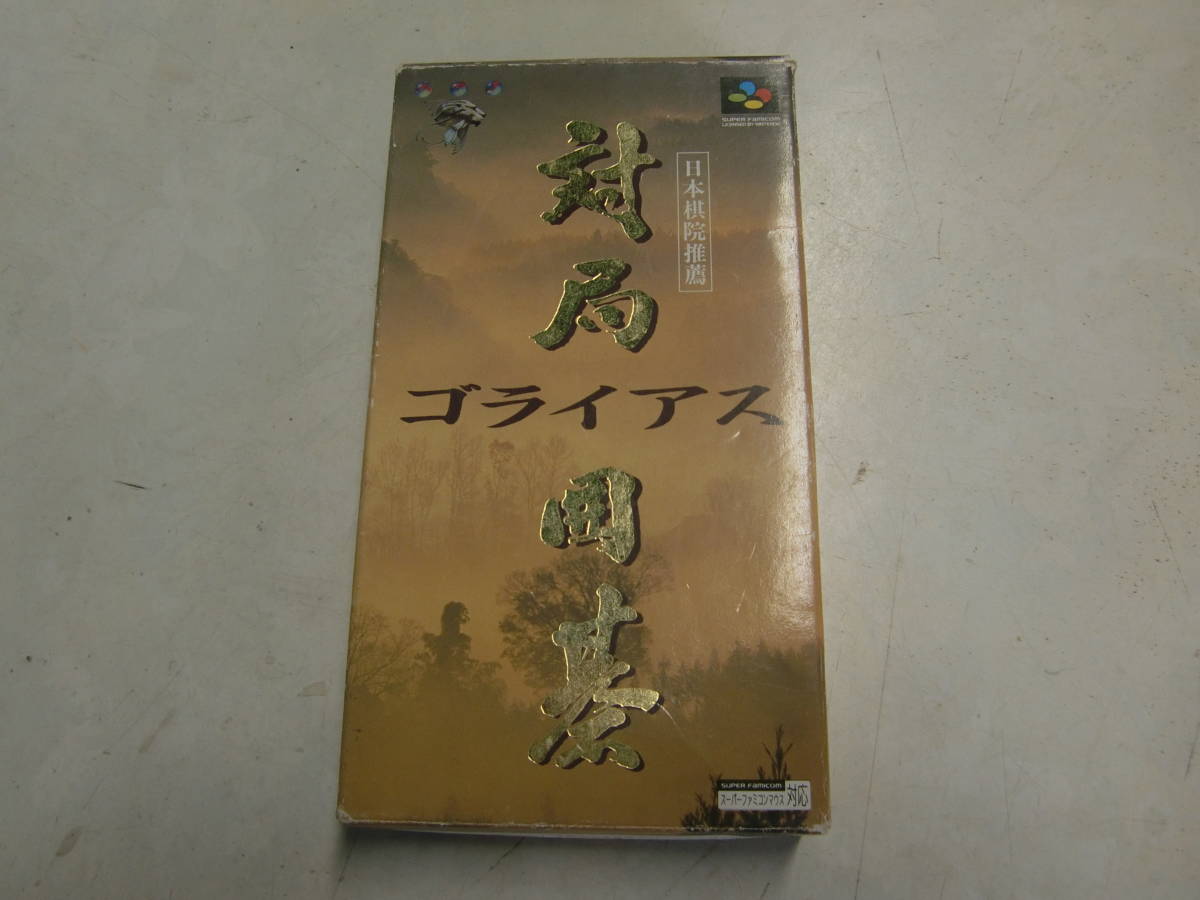 SUPER FAMICOM
LICENSED BY NINTENDO
日本棋院推薦
対局
ゴライアス
囲碁
SUPER FAMICOM
スーパーファミコンマウス 対応